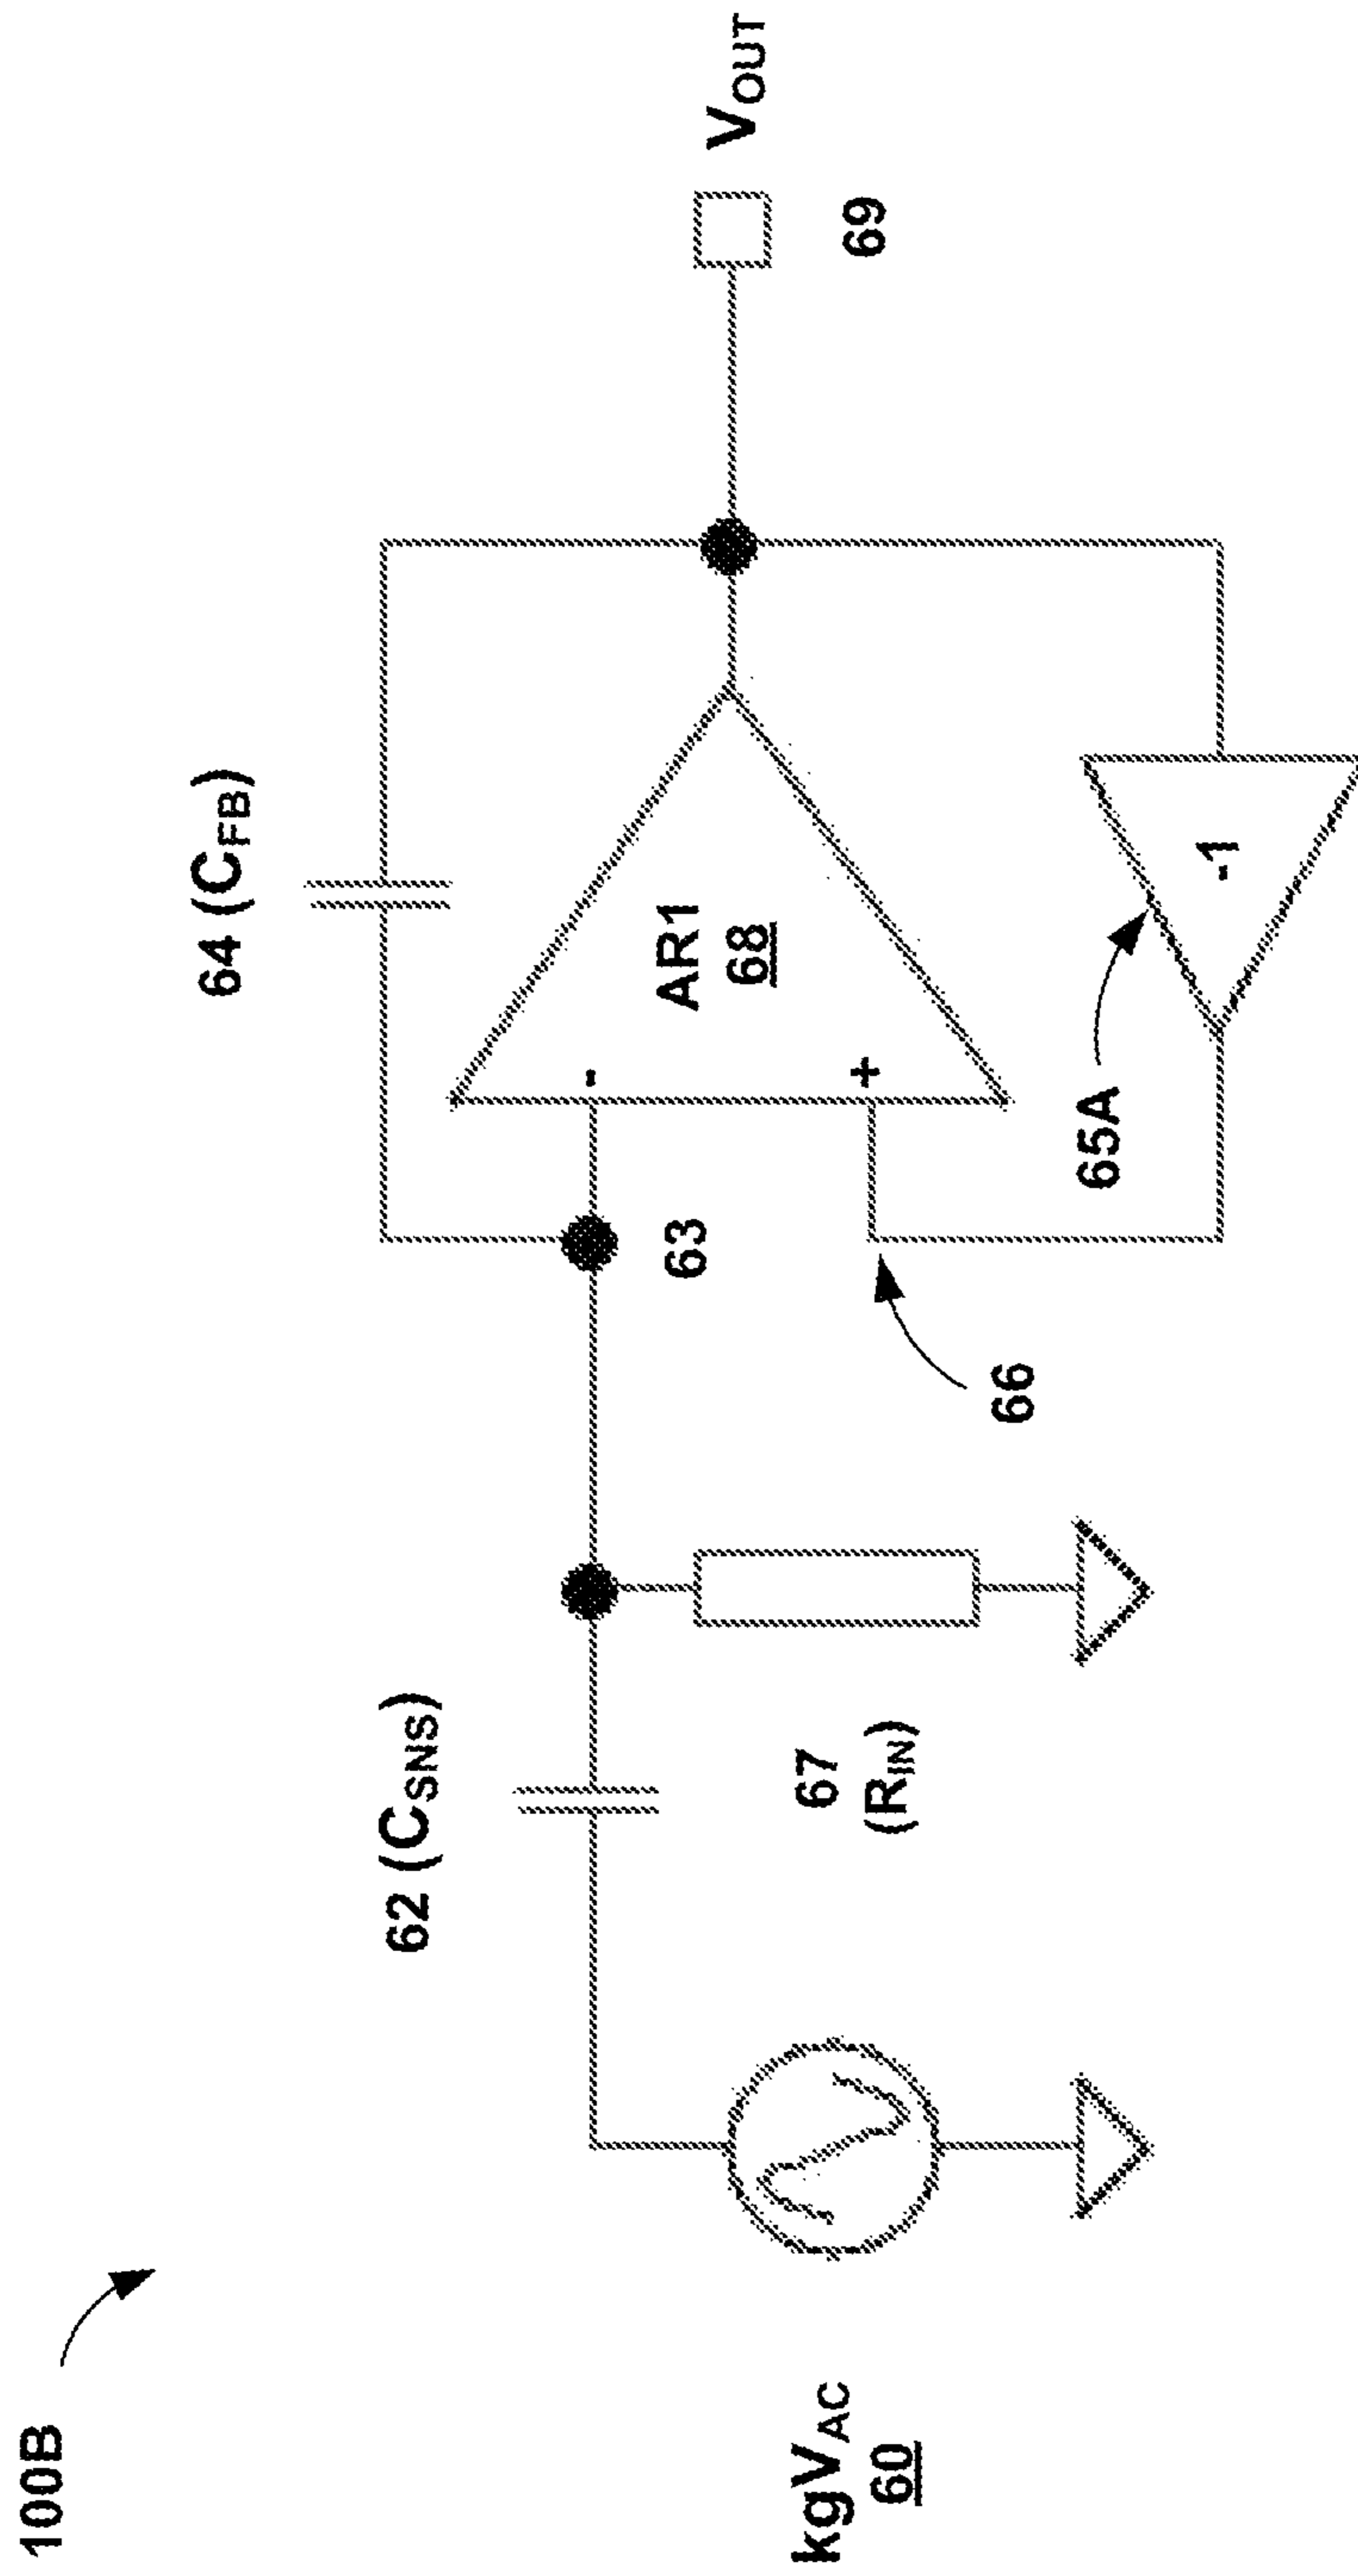 100B
64 (CFB)
62 (CSNS)
-
AR1
68
+
63
VOUT
69
kgVAC
60
67
(RIN)
66
65A
-1